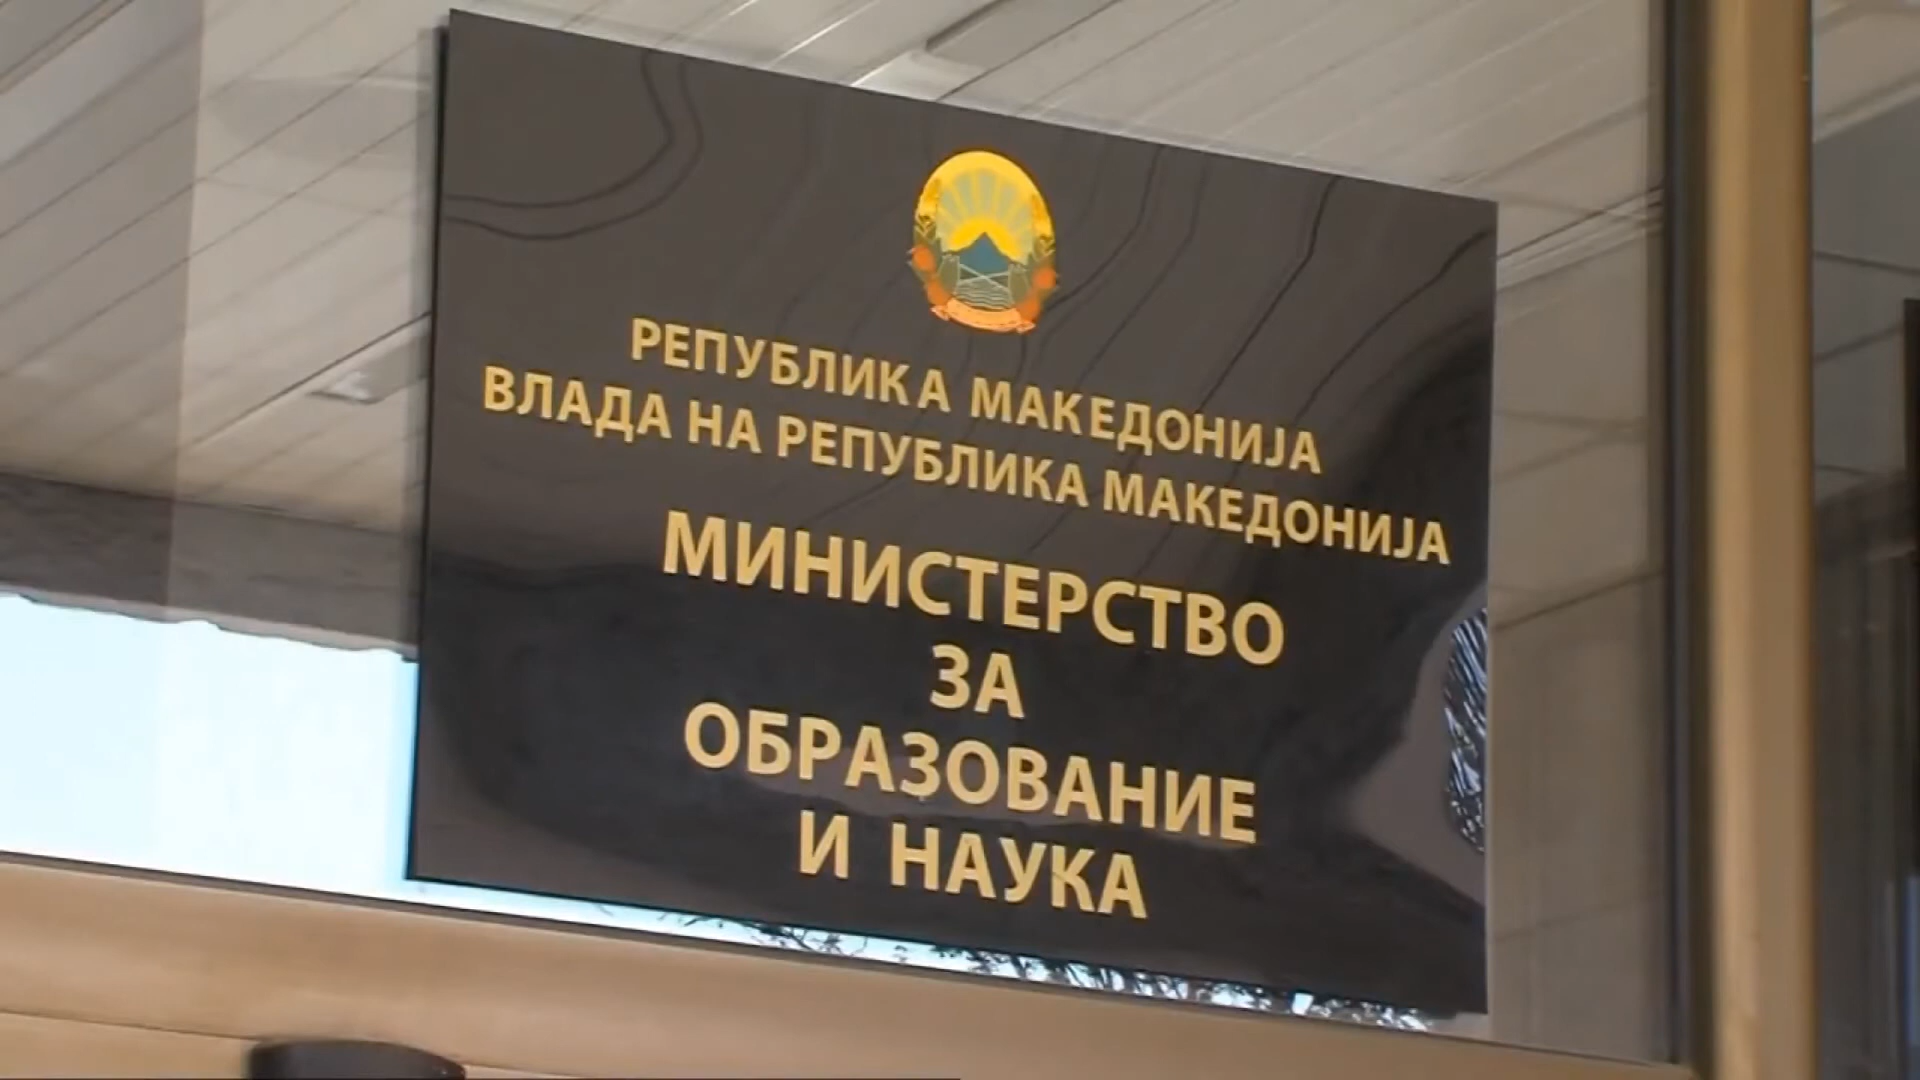 РЕПУБЛИКА МАКЕДОНИЈА
ВЛАДА НА РЕПУБЛИКА МАКЕДОНИЈА
МИНИСТЕРСТВО
ЗА
ОБРАЗОВАНИЕ
И НАУКА